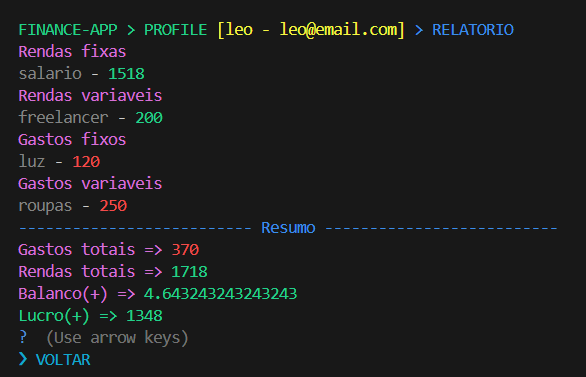 FINANCE-APP > PROFILE [leo - leo@email.com] > RELATORIO
Rendas fixas
salario - 1518
Rendas variaveis
freelancer - 200
Gastos fixos
luz - 120
Gastos variaveis
roupas - 250
-------------------------- Resumo --------------------------
Gastos totais => 370
Rendas totais => 1718
Balanco(+) => 4.643243243243243
Lucro(+) => 1348
?  (Use arrow keys)
❯ VOLTAR